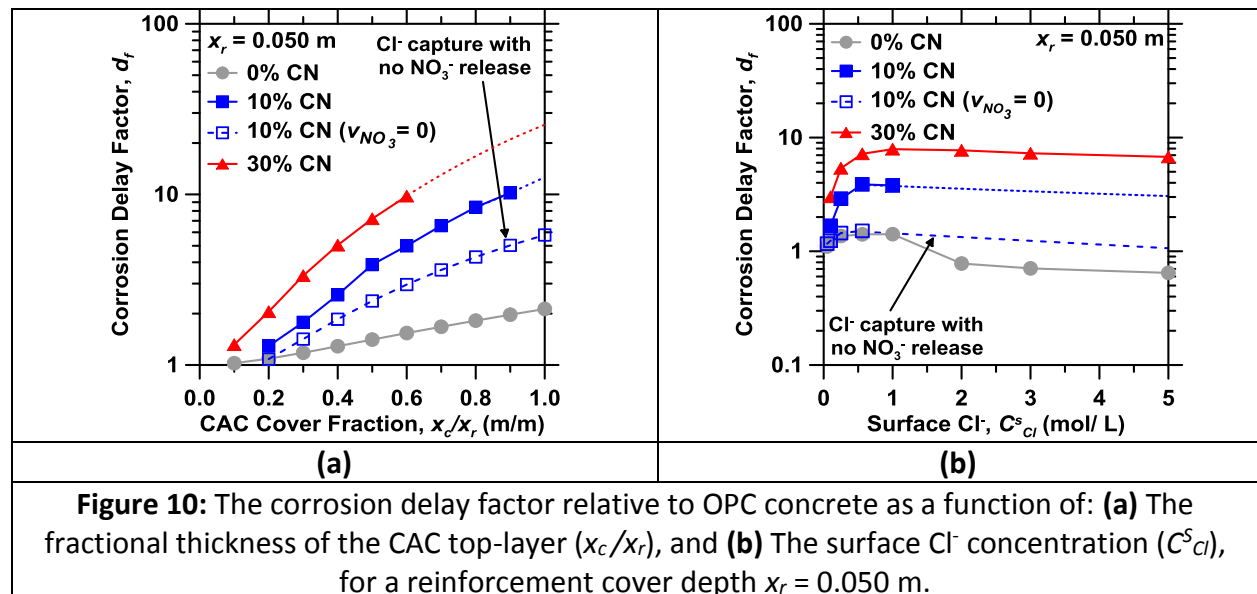 100
x_r = 0.050 m
Cl⁻ capture with
no NO₃⁻ release
0% CN
10% CN
10% CN (v_NO₃ = 0)
30% CN
10
1
Corrosion Delay Factor, d_f
0.0 0.2 0.4 0.6 0.8 1.0
CAC Cover Fraction, x_c/x_r (m/m)
100
x_r = 0.050 m
0% CN
10% CN
10% CN (v_NO₃ = 0)
30% CN
10
1
0.1
Corrosion Delay Factor, d_f
Cl⁻ capture with
no NO₃⁻ release
0 1 2 3 4 5
Surface Cl⁻, C^s_Cl (mol/ L)
(a) (b)
Figure 10: The corrosion delay factor relative to OPC concrete as a function of: (a) The
fractional thickness of the CAC top-layer (x_c/x_r), and (b) The surface Cl⁻ concentration (C^S_Cl),
for a reinforcement cover depth x_r = 0.050 m.